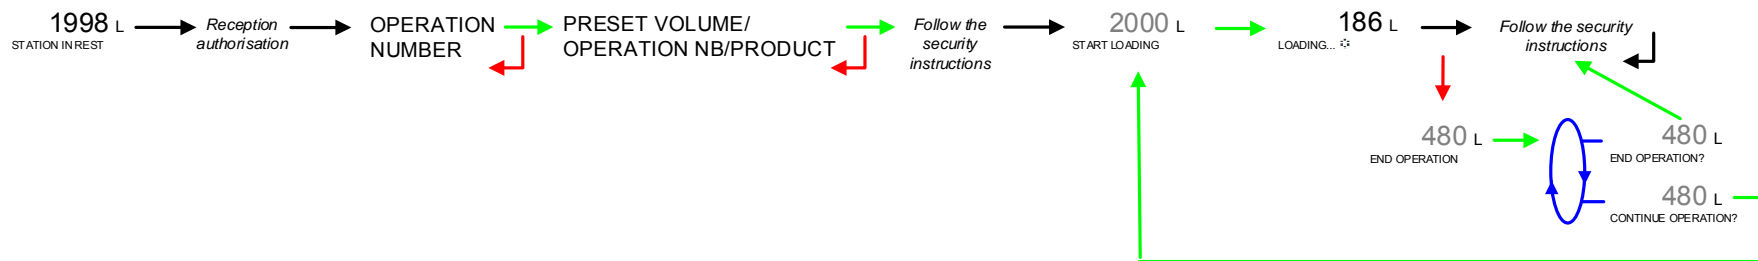 1998 L
STATION IN REST
Reception
authorisation
OPERATION
NUMBER
PRESET VOLUME/
OPERATION NB/PRODUCT
Follow the
security
instructions
2000 L
START LOADING
186 L
LOADING...
Follow the security
instructions
480 L
END OPERATION
480 L
END OPERATION?
480 L
CONTINUE OPERATION?